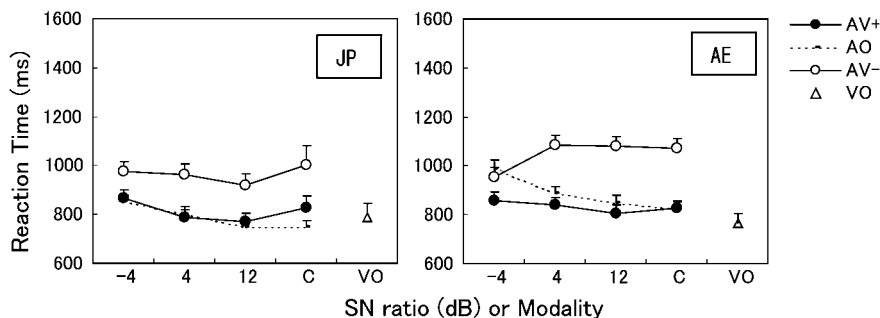 Reaction Time (ms)
1600
1400
1200
1000
800
600
-4
4
12
C
VO
JP
1600
1400
1200
1000
800
600
-4
4
12
C
VO
AE
SN ratio (dB) or Modality
AV+
AO
AV-
VO